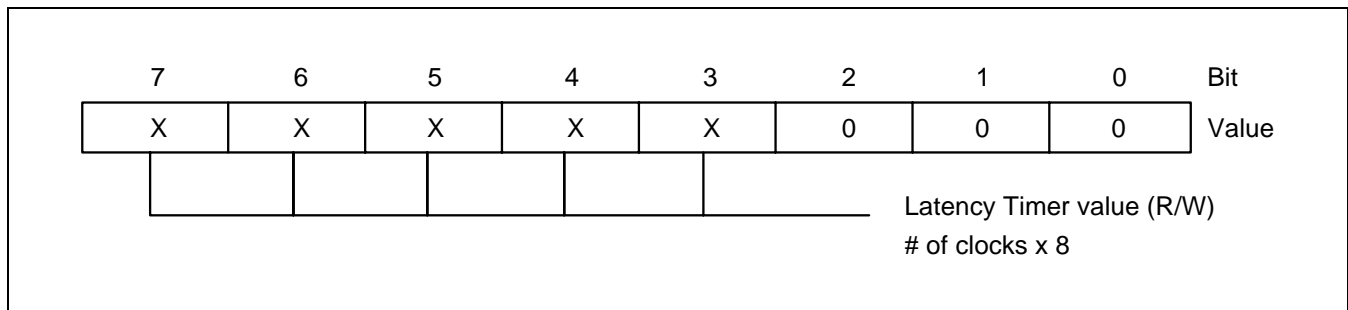 7 6 5 4 3 2 1 0 Bit
X X X X X 0 0 0 Value
Latency Timer value (R/W)
# of clocks x 8